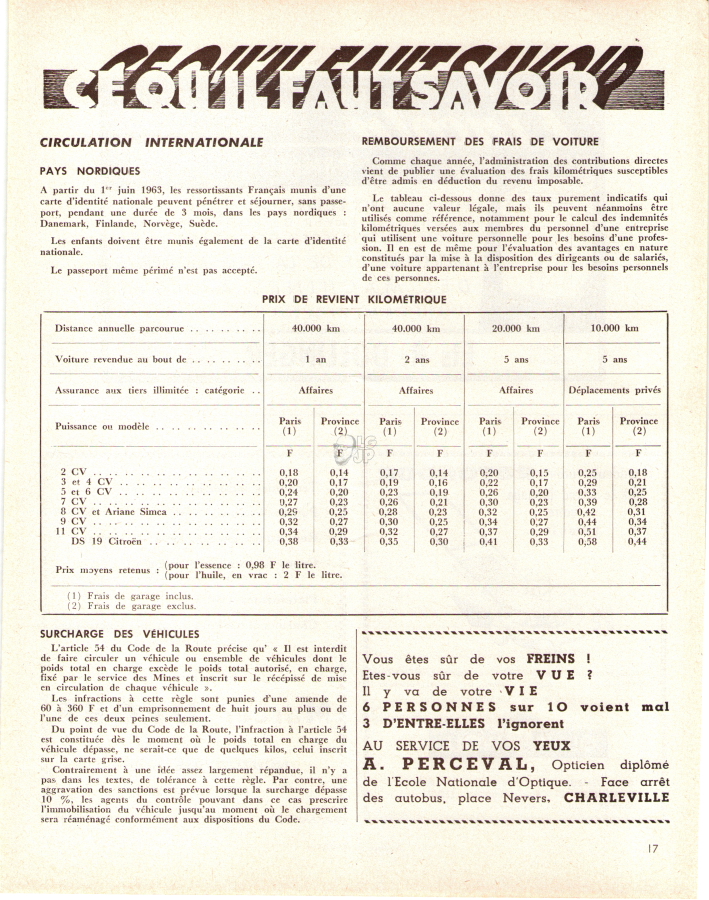 CE QU'IL FAUT SAVOIR
CIRCULATION INTERNATIONALE
PAYS NORDIQUES
A partir du 1er juin 1963, les ressortissants Français munis d'une
carte d'identité nationale peuvent pénétrer et séjourner, sans passe-
port, pendant une durée de 3 mois, dans les pays nordiques :
Danemark, Finlande, Norvège, Suède.
Les enfants doivent être munis également de la carte d'identité
nationale.
Le passeport même périmé n'est pas accepté.
REMBOURSEMENT DES FRAIS DE VOITURE
Comme chaque année, l'administration des contributions directes
vient de publier une évaluation des frais kilométriques susceptibles
d'être admis en déduction du revenu imposable.
Le tableau ci-dessous donne des taux purement indicatifs qui
n'ont aucune valeur légale, mais ils peuvent néanmoins être
utilisés comme référence, notamment pour le calcul des indemnités
kilométriques versées aux membres du personnel d'une entreprise
qui utilisent une voiture personnelle pour les besoins d'une profes-
sion. Il en est de même pour l'évaluation des avantages en nature
constitués par la mise à la disposition des dirigeants ou de salariés,
d'une voiture appartenant à l'entreprise pour les besoins personnels
de ces personnes.
PRIX DE REVIENT KILOMÉTRIQUE
Distance annuelle parcourue .. .. .. .. 40.000 km 40.000 km 20.000 km 10.000 km
Voiture revendue au bout de .. .. .. .. 1 an 2 ans 5 ans 5 ans
Assurance aux tiers illimitée : catégorie .. Affaires Affaires Affaires Déplacements privés
Puissance ou modèle .. .. .. .. .. .. Paris (1) Province (2) Paris (1) Province (2) Paris (1) Province (2) Paris (1) Province (2)
F F F F F F F F
2 CV .. .. .. .. .. .. .. .. 0,18 0,14 0,17 0,14 0,20 0,15 0,25 0,18
3 et 4 CV .. .. .. .. .. .. .. 0,20 0,17 0,19 0,16 0,22 0,17 0,29 0,21
5 et 6 CV .. .. .. .. .. .. .. 0,24 0,20 0,23 0,19 0,26 0,20 0,33 0,25
7 CV .. .. .. .. .. .. .. .. 0,27 0,23 0,26 0,21 0,30 0,23 0,39 0,28
8 CV et Ariane Simca .. .. .. .. 0,29 0,25 0,28 0,23 0,32 0,25 0,42 0,31
9 CV .. .. .. .. .. .. .. .. 0,32 0,27 0,30 0,25 0,34 0,27 0,44 0,34
11 CV .. .. .. .. .. .. .. .. 0,34 0,29 0,32 0,27 0,37 0,29 0,51 0,37
DS 19 Citroën .. .. .. .. .. .. 0,38 0,33 0,35 0,30 0,41 0,33 0,58 0,44
Prix moyens retenus : (pour l'essence : 0,98 F le litre.
(pour l'huile, en vrac : 2 F le litre.
(1) Frais de garage inclus.
(2) Frais de garage exclus.
SURCHARGE DES VÉHICULES
L'article 54 du Code de la Route précise qu' « Il est interdit
de faire circuler un véhicule ou ensemble de véhicules dont le
poids total en charge excède le poids total autorisé, en charge,
fixé par le service des Mines et inscrit sur le récépissé de mise
en circulation de chaque véhicule ».
Les infractions à cette règle sont punies d'une amende de
60 à 360 F et d'un emprisonnement de huit jours au plus ou de
l'une de ces deux peines seulement.
Du point de vue du Code de la Route, l'infraction à l'article 54
est constituée dès le moment où le poids total en charge du
véhicule dépasse, ne serait-ce que de quelques kilos, celui inscrit
sur la carte grise.
Contrairement à une idée assez largement répandue, il n'y a
pas dans les textes, de tolérance à cette règle. Par contre, une
aggravation des sanctions est prévue lorsque la surcharge dépasse
10 %, les agents du contrôle pouvant dans ce cas prescrire
l'immobilisation du véhicule jusqu'au moment où le chargement
sera réaménagé conformément aux dispositions du Code.
Vous êtes sûr de vos FREINS !
Etes-vous sûr de votre VUE ?
Il y va de votre VIE
6 PERSONNES sur 10 voient mal
3 D'ENTRE-ELLES l'ignorent
AU SERVICE DE VOS YEUX
A. PERCEVAL, Opticien diplômé
de l'Ecole Nationale d'Optique. - Face arrêt
des autobus, place Nevers, CHARLEVILLE
17